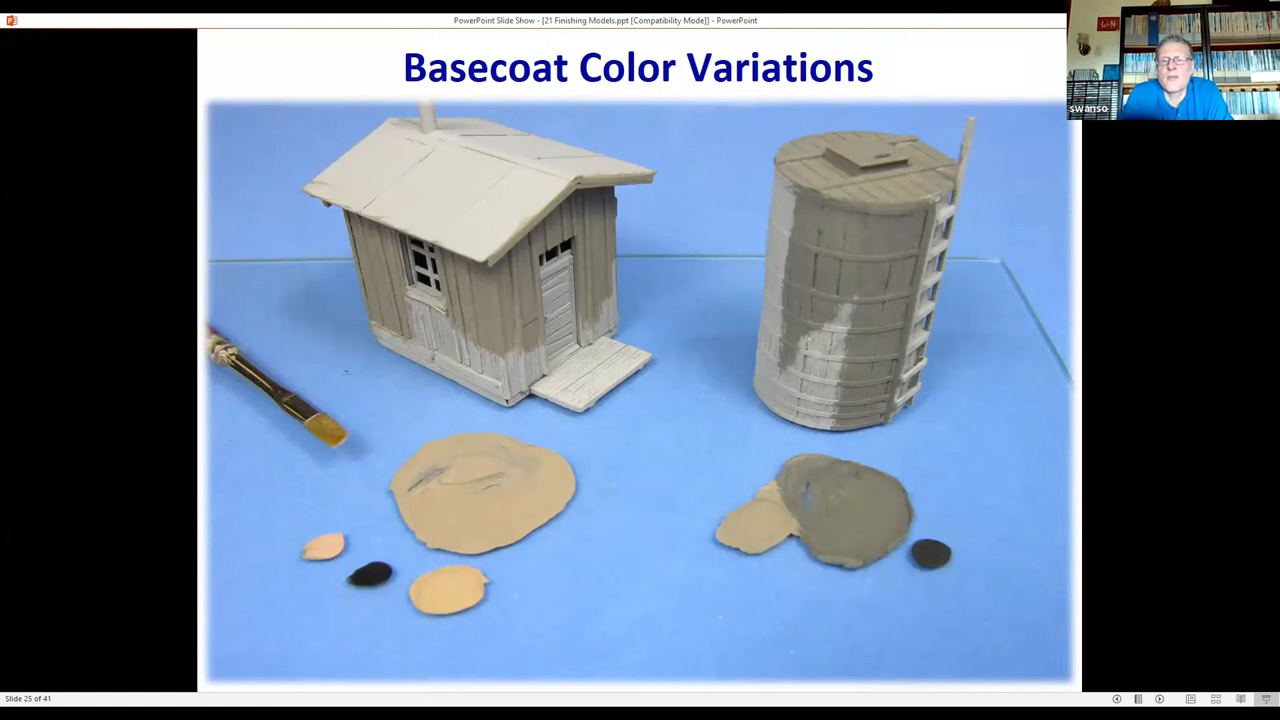 PowerPoint Slide Show - [21 Finishing Models.ppt [Compatibility Mode]] - PowerPoint
Basecoat Color Variations
swanso
Slide 25 of 41